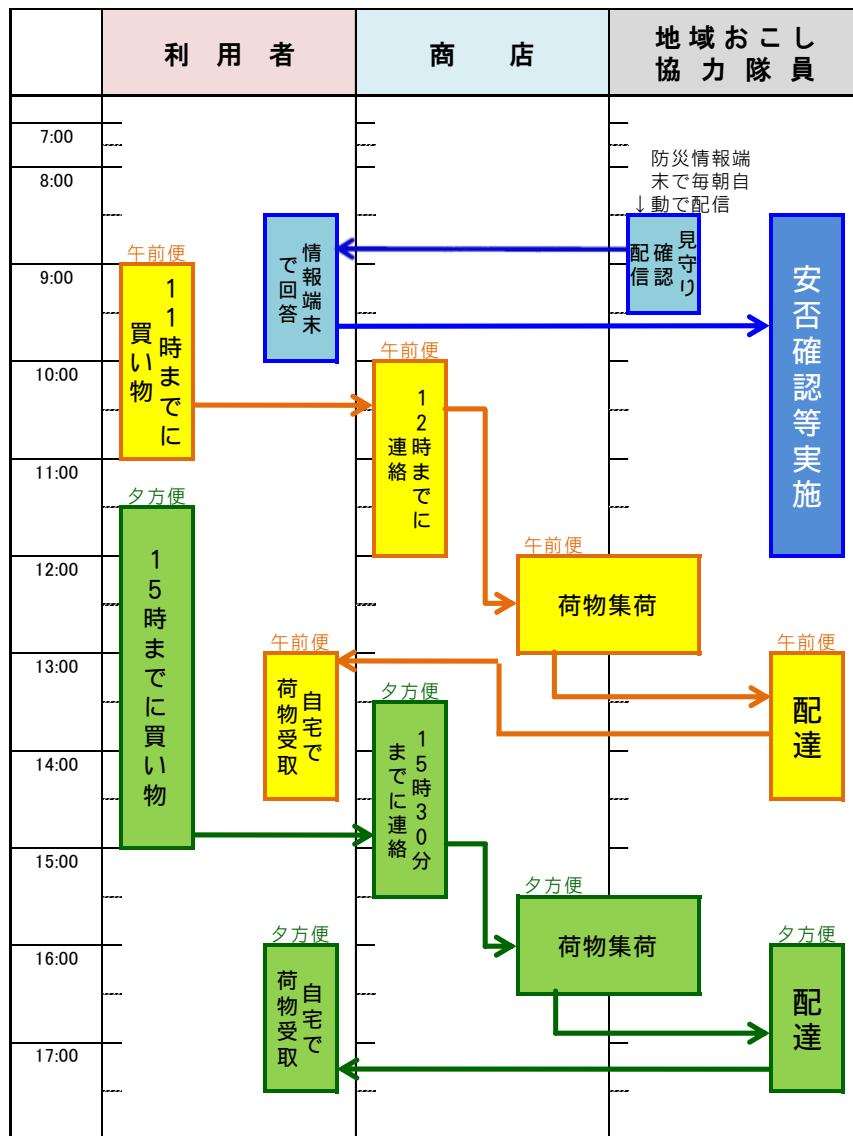 利用者
商店
地域おこし
協力隊員
7:00
8:00
防災情報端
末で毎朝自
↓動で配信
見守り
確認
配信
情報端末
で回答
安否確認等実施
午前便
9:00
11時までに
買い物
10:00
午前便
12時までに
連絡
11:00
夕方便
15時までに買い物
12:00
午前便
荷物集荷
13:00
午前便
自宅で
荷物受取
午前便
配達
夕方便
15時30分
までに連絡
14:00
15:00
夕方便
荷物集荷
16:00
夕方便
自宅で
荷物受取
夕方便
配達
17:00